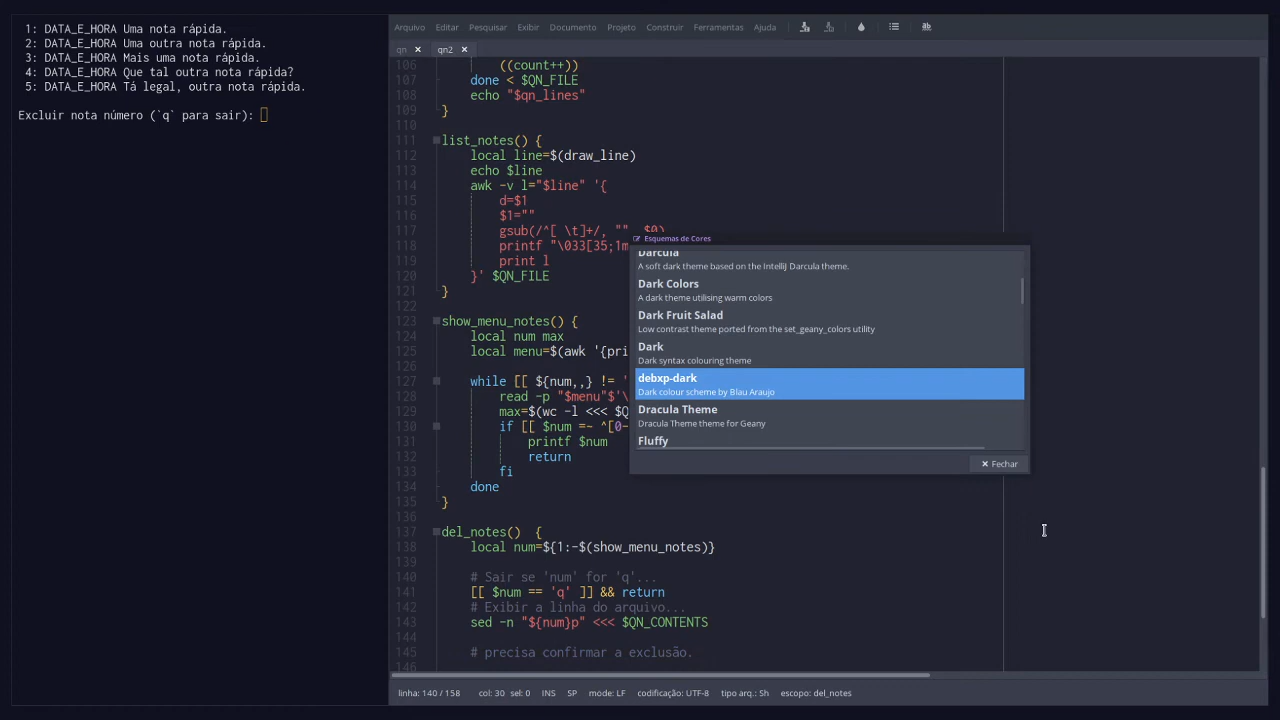 1: DATA_E_HORA Uma nota rápida.
2: DATA_E_HORA Uma outra nota rápida.
3: DATA_E_HORA Mais uma nota rápida.
4: DATA_E_HORA Que tal outra nota rápida?
5: DATA_E_HORA Tá legal, outra nota rápida.
Excluir nota número (`q` para sair):
Arquivo Editar Pesquisar Exibir Documento Projeto Construir Ferramentas Ajuda
qn × qn2 ×
106 ((count++))
107 done < $QN_FILE
108 echo "$qn_lines"
109 }
110
111 list_notes() {
112 local line=$(draw_line)
113 echo $line
114 awk -v l="$line" '{
115 d=$1
116 $1=""
117 gsub(/^[ \t]+/, "", $0)
118 printf "\033[35;1m
119 print l
120 }' $QN_FILE
121 }
122
123 show_menu_notes() {
124 local num max
125 local menu=$(awk '{pri
126
127 while [[ ${num,,} != '
128 read -p "$menu"$'\
129 max=$(wc -l <<< $Q
130 if [[ $num =~ ^[0-
131 printf $num
132 return
133 fi
134 done
135 }
136
137 del_notes() {
138 local num=${1:-$(show_menu_notes)}
139
140 # Sair se 'num' for 'q'...
141 [[ $num == 'q' ]] && return
142 # Exibir a linha do arquivo...
143 sed -n "${num}p" <<< $QN_CONTENTS
144
145 # precisa confirmar a exclusão.
146
Esquemas de Cores
Darcula
A soft dark theme based on the IntelliJ Darcula theme.
Dark Colors
A dark theme utilising warm colors
Dark Fruit Salad
Low contrast theme ported from the set_geany_colors utility
Dark
Dark syntax colouring theme
debxp-dark
Dark colour scheme by Blau Araujo
Dracula Theme
Dracula Theme theme for Geany
Fluffy
Fechar
linha: 140 / 158 col: 30 sel: 0 INS SP mode: LF codificação: UTF-8 tipo arq.: Sh escopo: del_notes